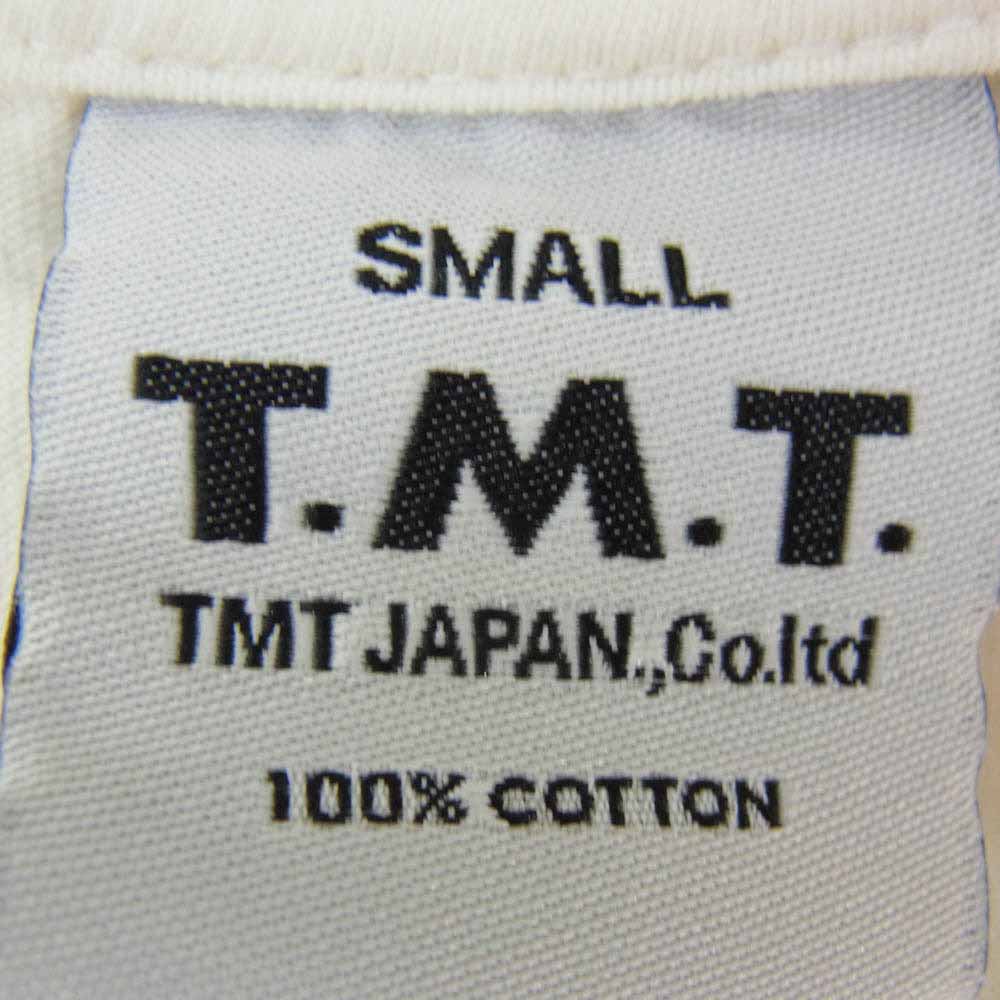 SMALL
T.M.T.
TMT JAPAN.,Co.ltd
100% COTTON